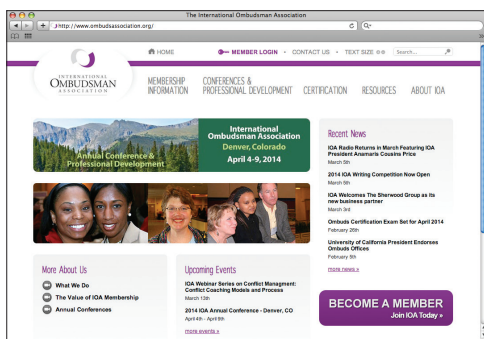 The International Ombudsman Association
http://www.ombudsassociation.org/
Q
HOME
MEMBER LOGIN • CONTACT US • TEXT SIZE
Search...
INTERNATIONAL
OMBUDSMAN
ASSOCIATION
MEMBERSHIP INFORMATION
CONFERENCES & PROFESSIONAL DEVELOPMENT
CERTIFICATION
RESOURCES
ABOUT IOA
Annual Conference &
Professional Development
International
Ombudsman Association
Denver, Colorado
April 4-9, 2014
Recent News
IOA Radio Returns in March Featuring IOA
President Anamaris Cousins Price
March 5th
2014 IOA Writing Competition Now Open
March 5th
IOA Welcomes The Sherwood Group as its
new business partner
March 3rd
Ombuds Certification Exam Set for April 2014
February 26th
University of California President Endorses
Ombuds Offices
February 5th
more news »
More About Us
What We Do
The Value of IOA Membership
Annual Conferences
Upcoming Events
IOA Webinar Series on Conflict Managment:
Conflict Coaching Models and Process
March 13th
2014 IOA Annual Conference - Denver, CO
April 4th - April 9th
more events »
BECOME A MEMBER
Join IOA Today »